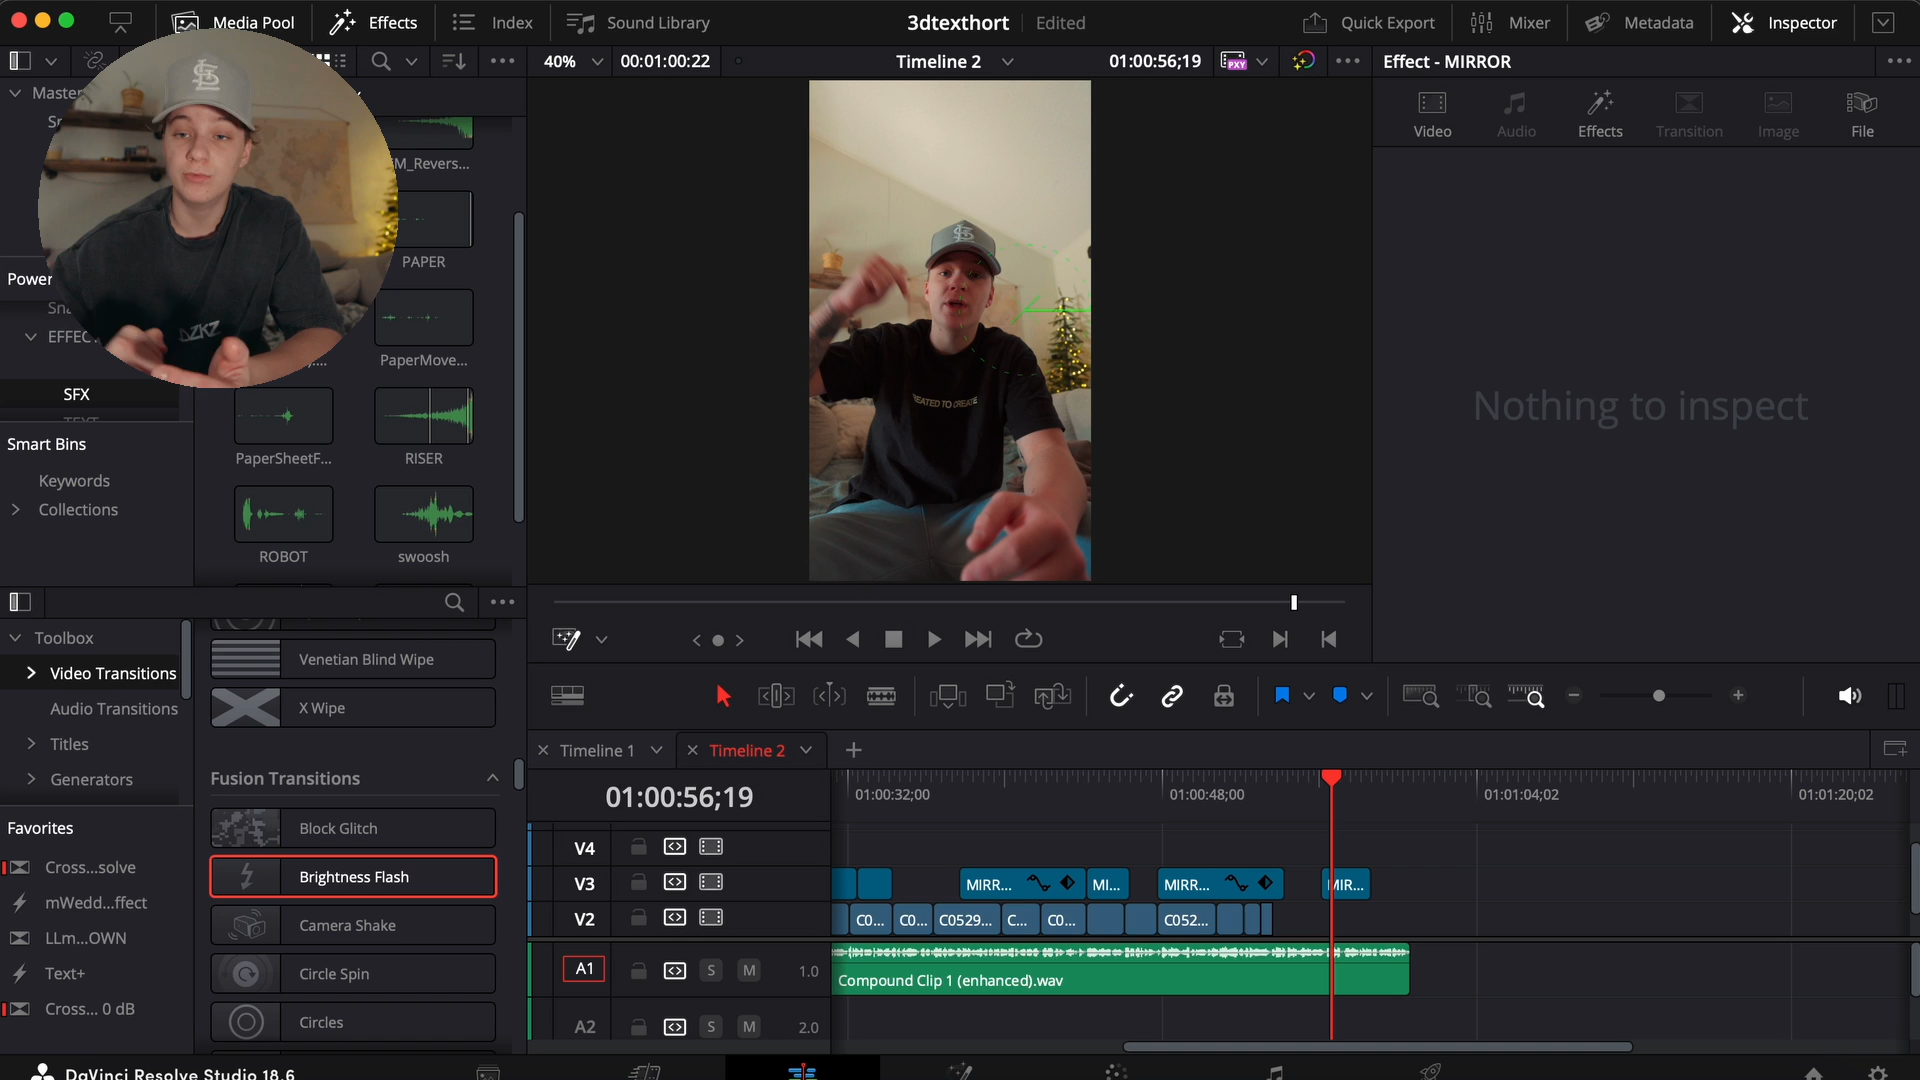 Media Pool
Effects
Index
Sound Library
3dtexthort
Edited
Quick Export
Mixer
Metadata
Inspector
40%
00:01:00:22
Timeline 2
01:00:56;19
PXY
Effect - MIRROR
Master
Video
Audio
Effects
Transition
Image
File
M_Revers...
PAPER
Power
EFFEC
PaperMove...
SFX
PaperSheetF...
RISER
Smart Bins
Keywords
Collections
ROBOT
swoosh
Nothing to inspect
Toolbox
Video Transitions
Audio Transitions
Titles
Generators
Venetian Blind Wipe
X Wipe
Fusion Transitions
Block Glitch
Brightness Flash
Camera Shake
Circle Spin
Circles
Favorites
Cross...solve
mWedd...ffect
LLm...OWN
Text+
Cross... 0 dB
Timeline 1
Timeline 2
01:00:56;19
01:00:32;00
01:00:48;00
01:01:04;02
01:01:20;02
V4
V3
MIRR...
MI...
MIRR...
MIR...
V2
C0...
C0...
C0529...
C...
C0...
C052...
A1
S
M
1.0
Compound Clip 1 (enhanced).wav
A2
S
M
2.0
DaVinci Resolve Studio 18.6